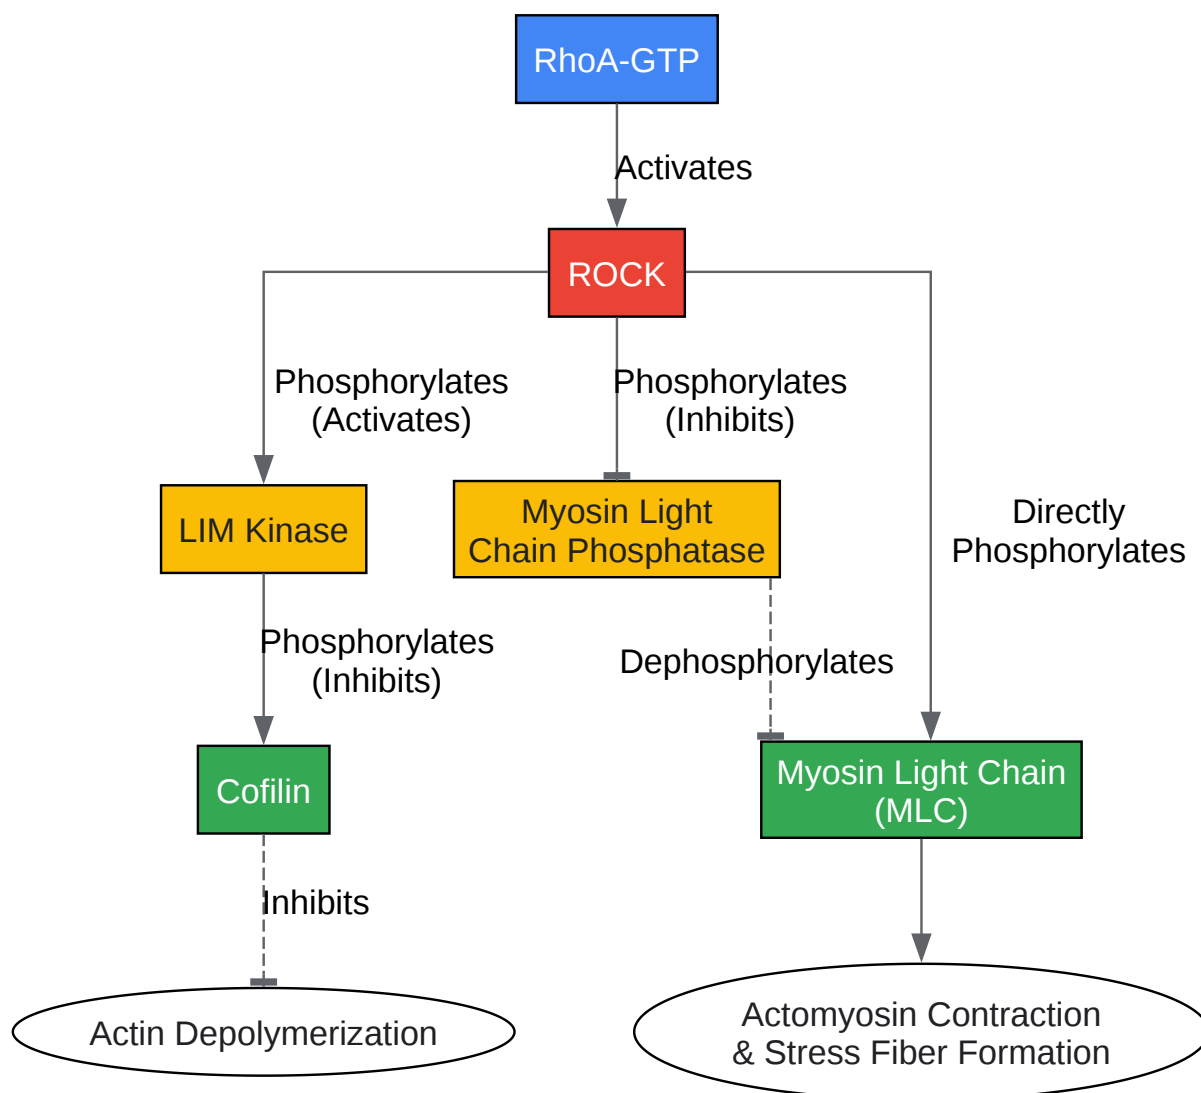 RhoA-GTP
Activates
ROCK
Phosphorylates
(Activates)
Phosphorylates
(Inhibits)
LIM Kinase
Myosin Light
Chain Phosphatase
Directly
Phosphorylates
Phosphorylates
(Inhibits)
Dephosphorylates
Cofilin
Myosin Light Chain
(MLC)
Inhibits
Actin Depolymerization
Actomyosin Contraction
& Stress Fiber Formation